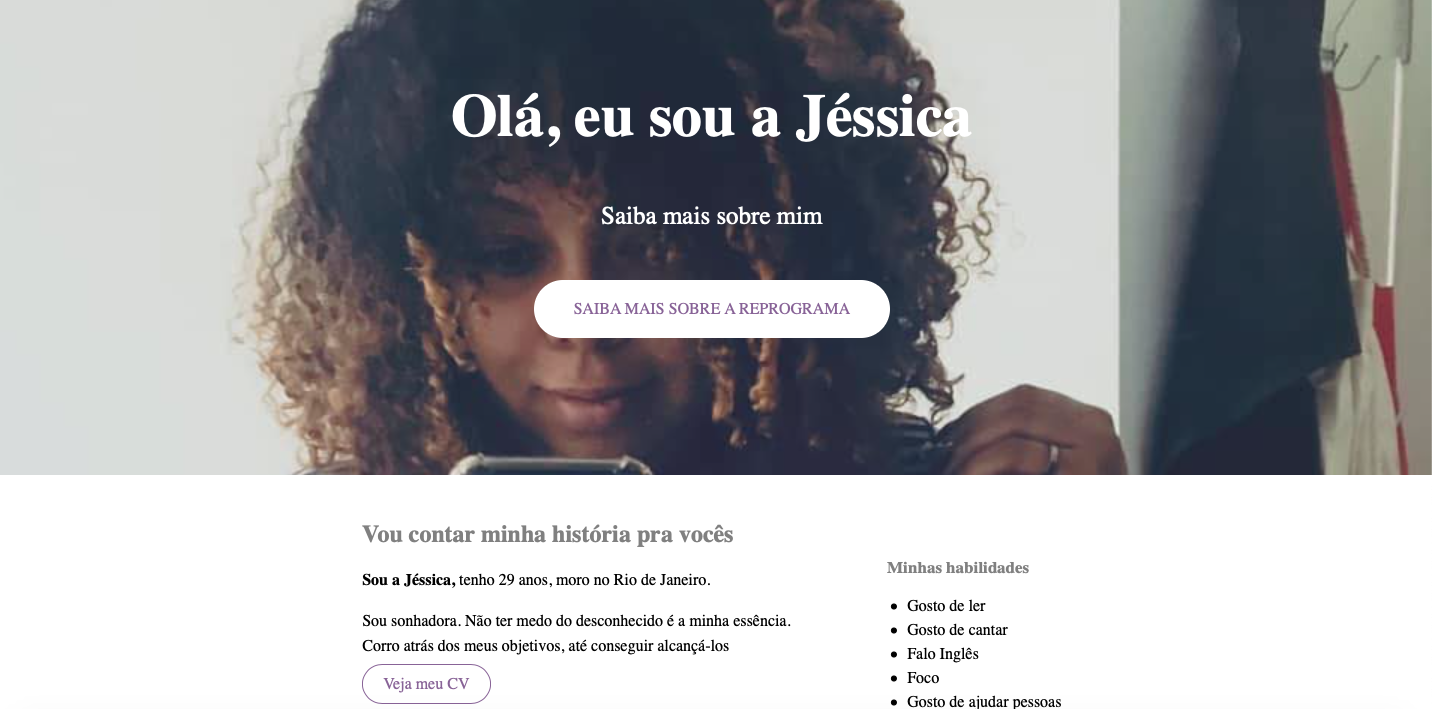 Olá, eu sou a Jéssica
Saiba mais sobre mim
SAIBA MAIS SOBRE A REPROGRAMA
Vou contar minha história pra vocês
Sou a Jéssica, tenho 29 anos, moro no Rio de Janeiro.
Sou sonhadora. Não ter medo do desconhecido é a minha essência.
Corro atrás dos meus objetivos, até conseguir alcançá-los
Veja meu CV
Minhas habilidades
Gosto de ler
Gosto de cantar
Falo Inglês
Foco
Gosto de ajudar pessoas